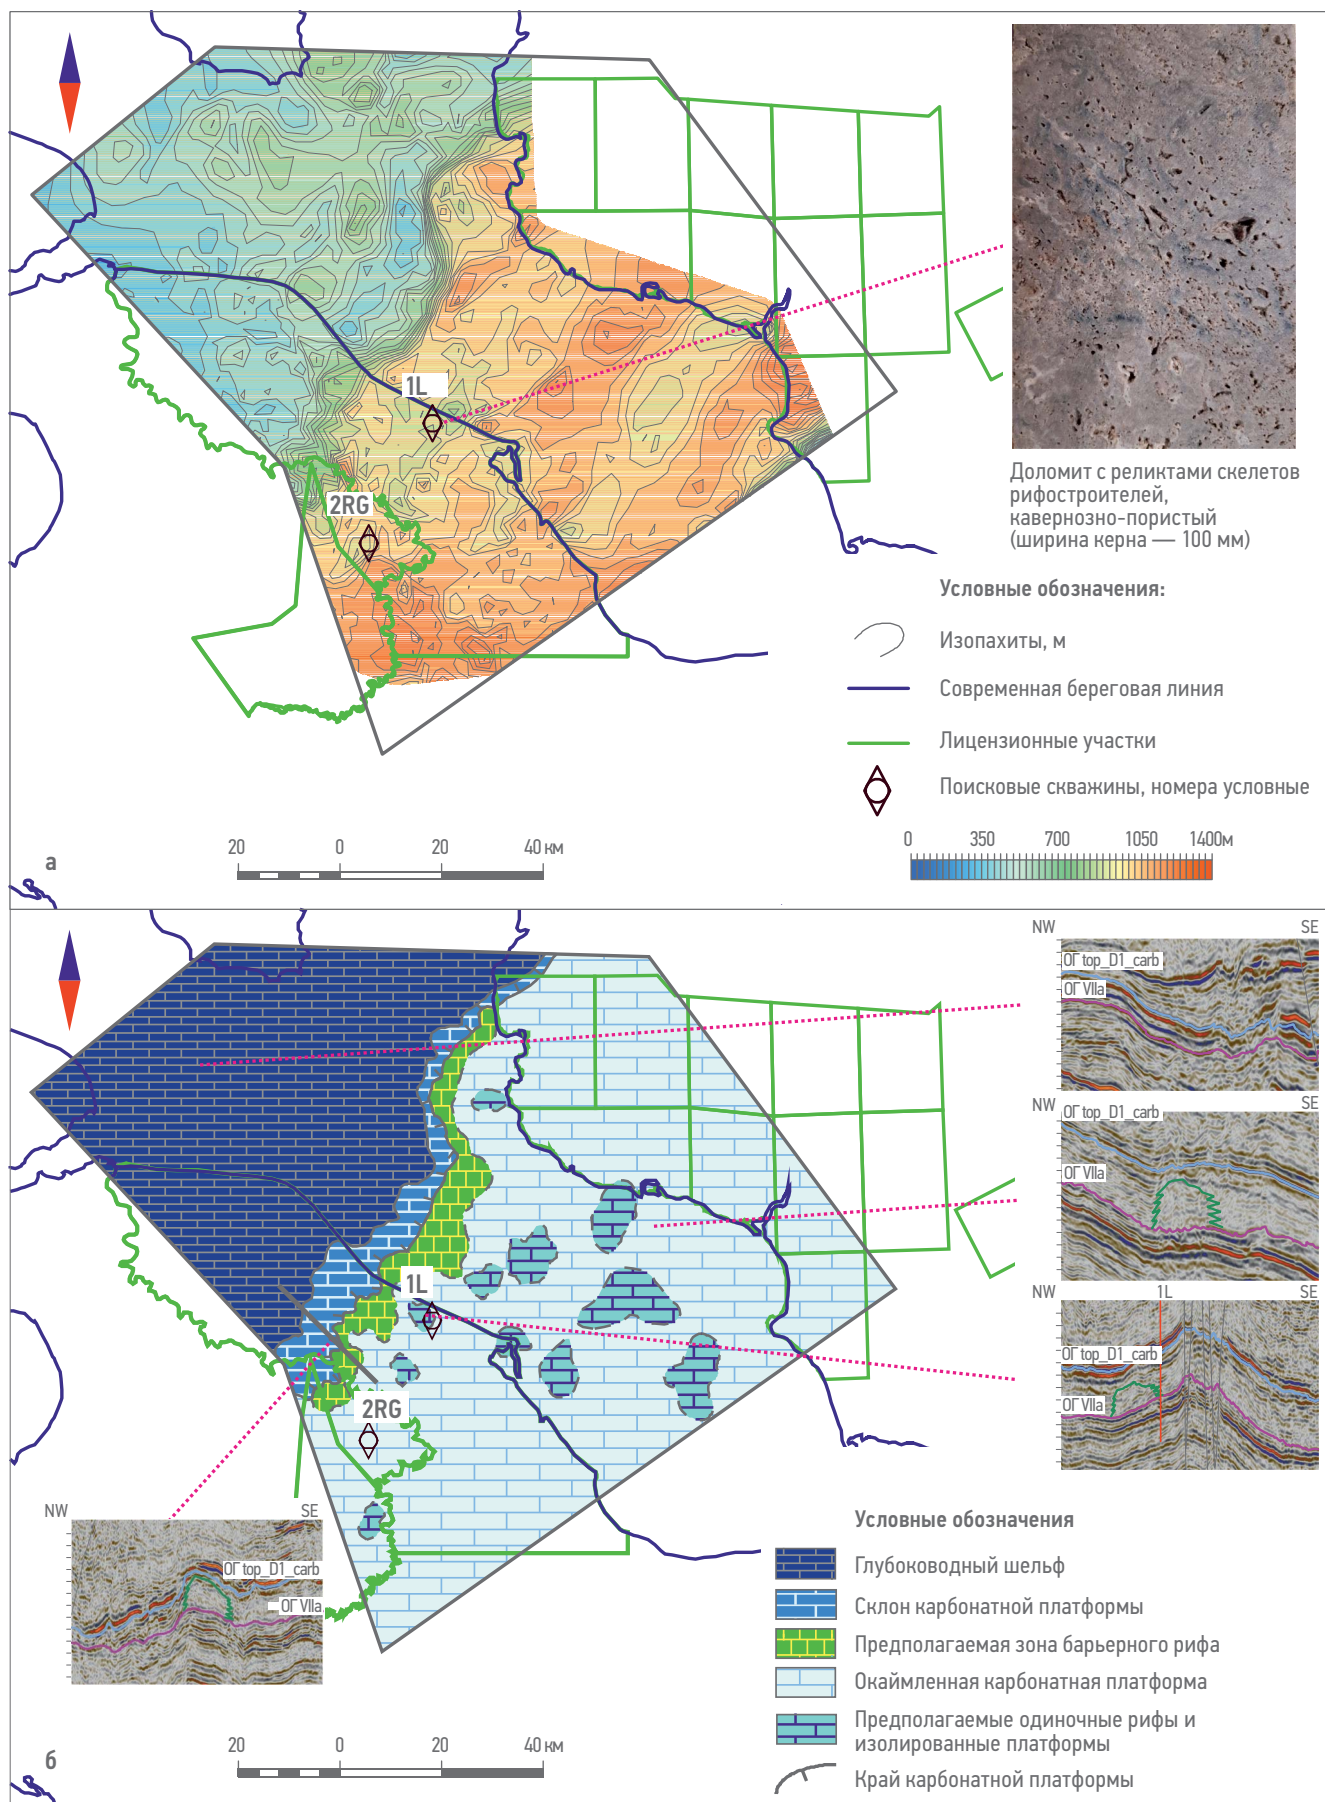 1L
2RG
Доломит с реликтами скелетов
рифостроителей,
кавернозно-пористый
(ширина керна — 100 мм)
Условные обозначения:
Изопахиты, м
Современная береговая линия
Лицензионные участки
Поисковые скважины, номера условные
0 350 700 1050 1400м
20 0 20 40 км
а
NW SE
ОГ top_D1_carb
ОГ VIIa
NW SE
ОГ top_D1_carb
ОГ VIIa
NW 1L SE
ОГ top_D1_carb
ОГ VIIa
1L
2RG
NW SE
ОГ top_D1_carb
ОГ VIIa
Условные обозначения
Глубоководный шельф
Склон карбонатной платформы
Предполагаемая зона барьерного рифа
Окаймленная карбонатная платформа
Предполагаемые одиночные рифы и
изолированные платформы
Край карбонатной платформы
20 0 20 40 км
б